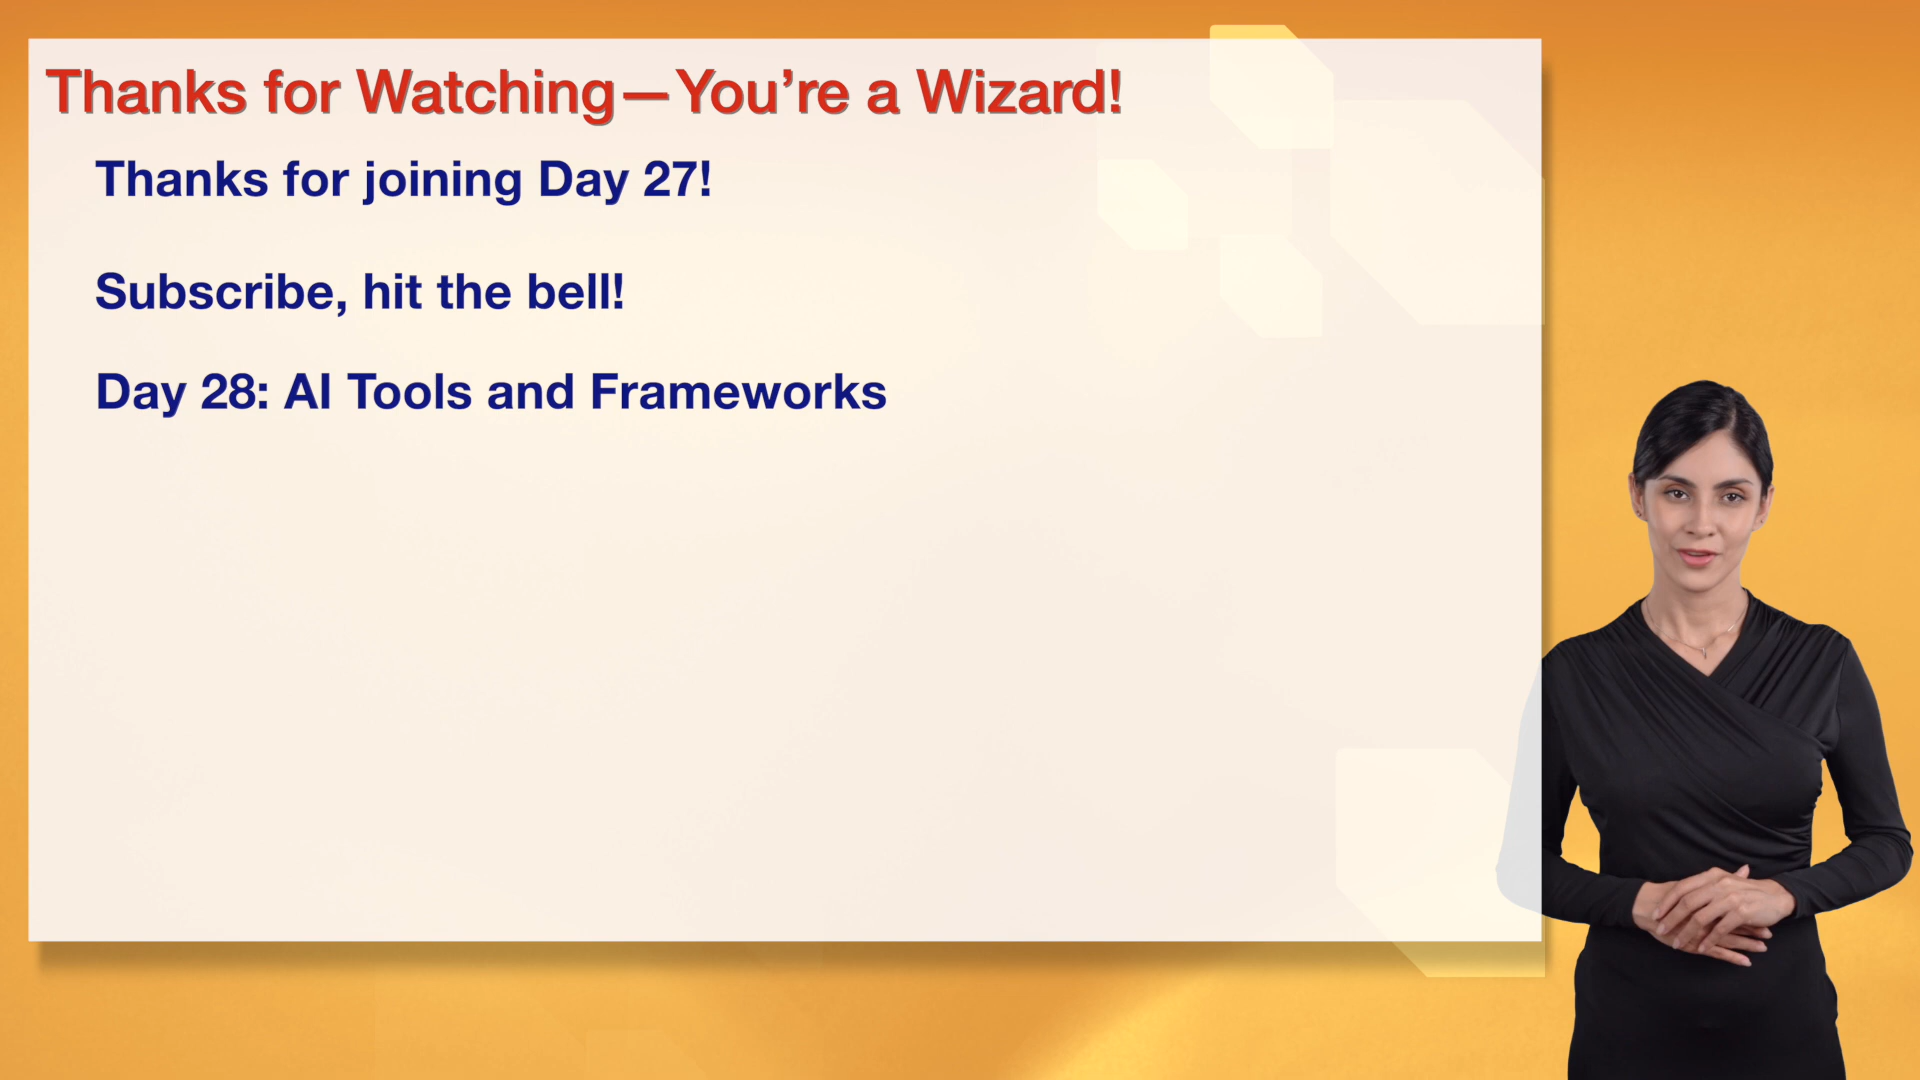 Thanks for Watching—You’re a Wizard!
Thanks for joining Day 27!
Subscribe, hit the bell!
Day 28: AI Tools and Frameworks